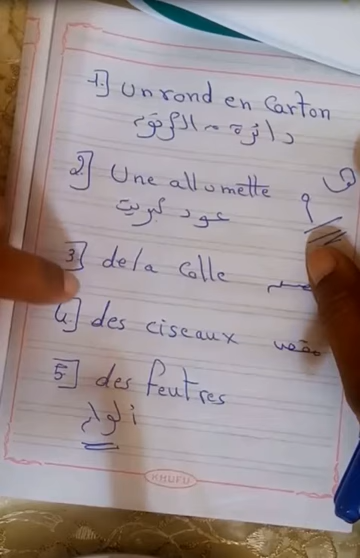 1.] Un rond en Carton
دائرة من الكرتون
2] Une allumette
عود كبريت
3] de la Colle
4] des ciseaux مقص
5] des feutres
ألوان
KHUFU